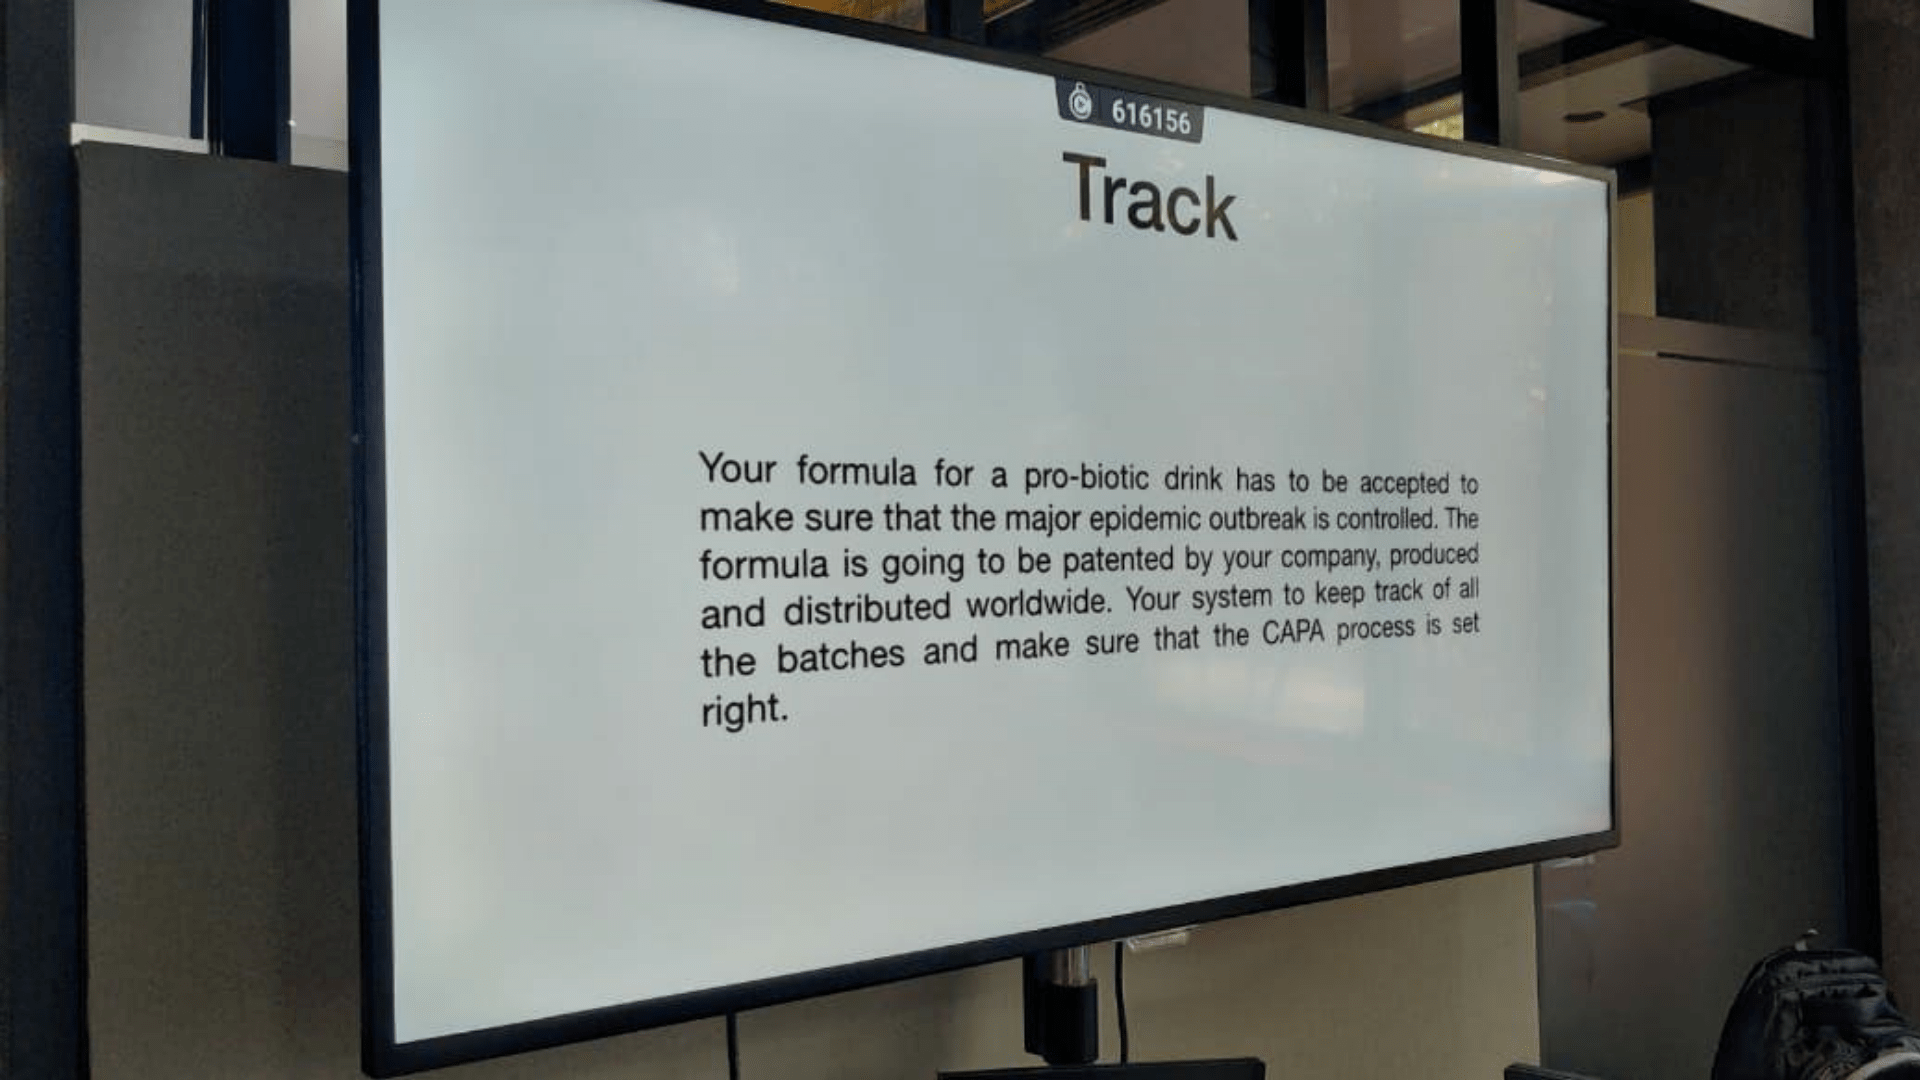 616156
Track
Your formula for a pro-biotic drink has to be accepted to
make sure that the major epidemic outbreak is controlled. The
formula is going to be patented by your company, produced
and distributed worldwide. Your system to keep track of all
the batches and make sure that the CAPA process is set
right.